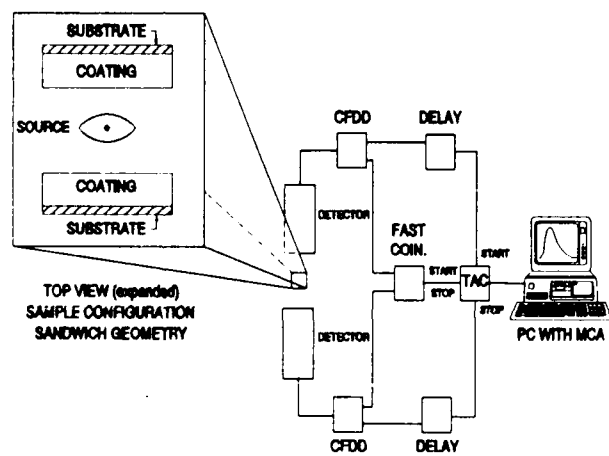 SUBSTRATE
COATING
SOURCE
COATING
SUBSTRATE
TOP VIEW (expanded)
SAMPLE CONFIGURATION
SANDWICH GEOMETRY
CFDD
DELAY
DETECTOR
FAST
COIN.
START
STOP
START
TAC
STOP
PC WITH MCA
DETECTOR
CFDD
DELAY